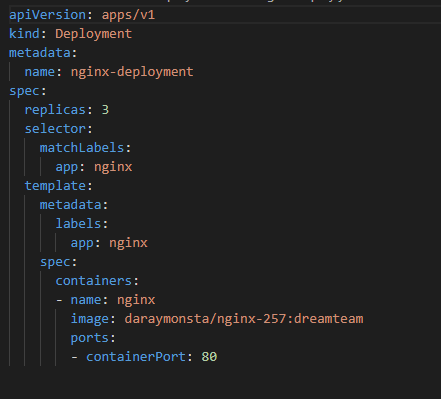 apiVersion: apps/v1
kind: Deployment
metadata:
  name: nginx-deployment
spec:
  replicas: 3
  selector:
    matchLabels:
      app: nginx
  template:
    metadata:
      labels:
        app: nginx
    spec:
      containers:
      - name: nginx
        image: daraymonsta/nginx-257:dreamteam
        ports:
        - containerPort: 80